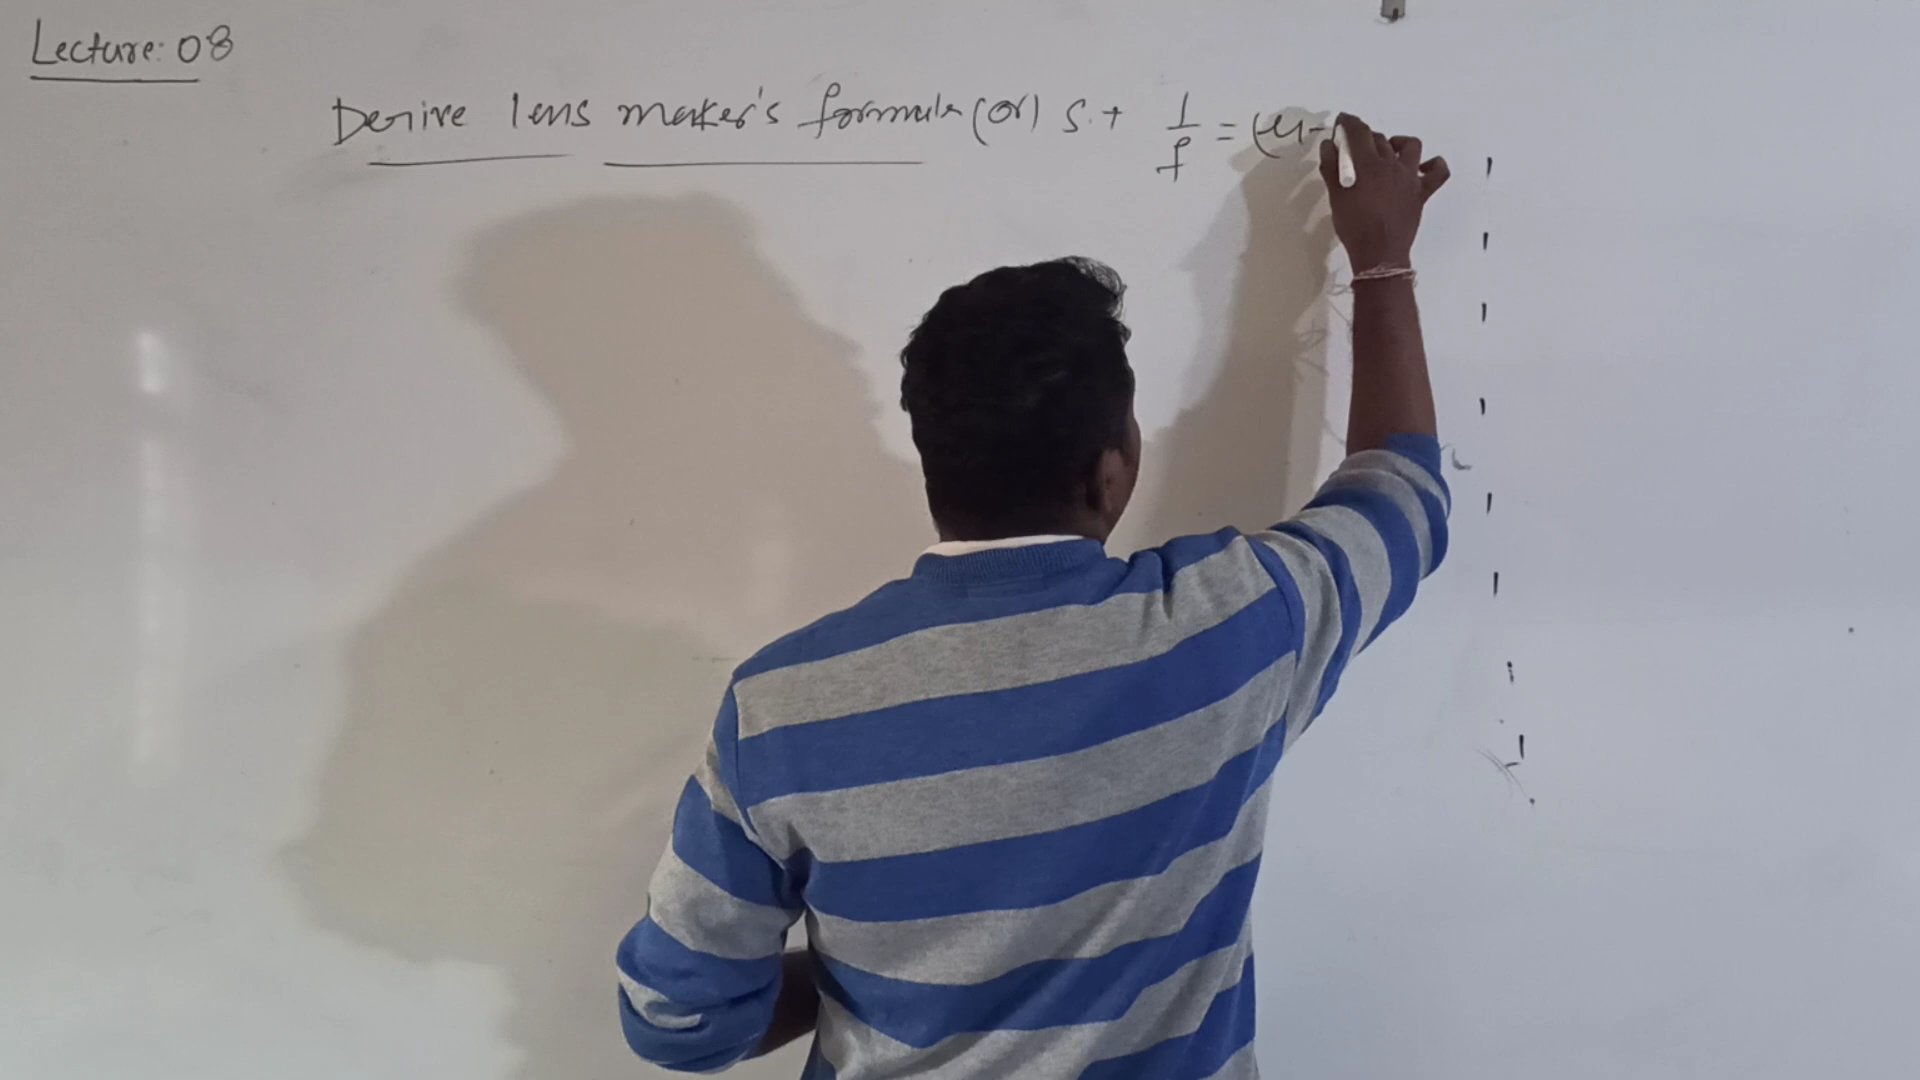 Lecture: 08
Derive lens maker's formula (or) S.t 1/f = (μ-